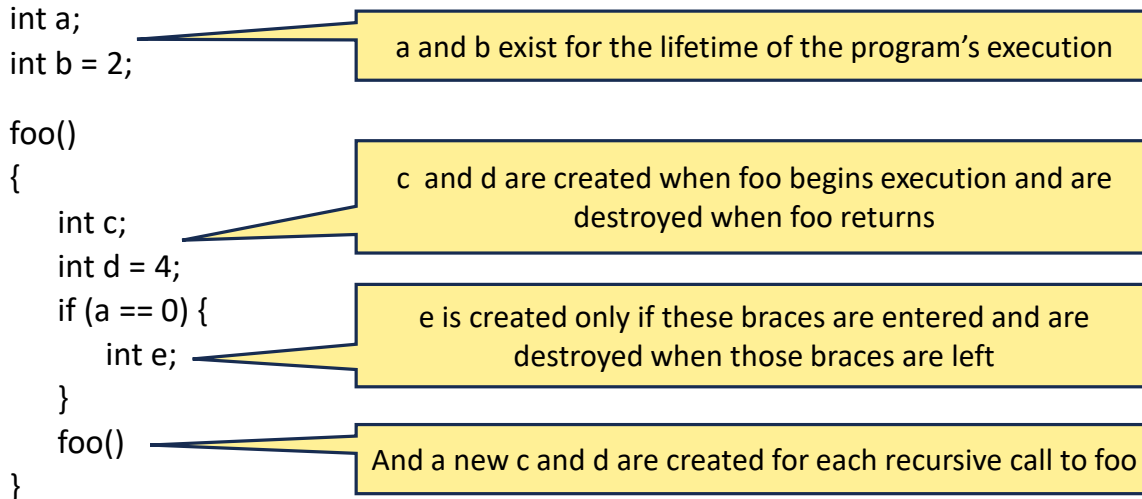 int a;
int b = 2;
a and b exist for the lifetime of the program’s execution
foo()
{
int c;
int d = 4;
c and d are created when foo begins execution and are
destroyed when foo returns
if (a == 0) {
int e;
e is created only if these braces are entered and are
destroyed when those braces are left
}
foo()
And a new c and d are created for each recursive call to foo
}